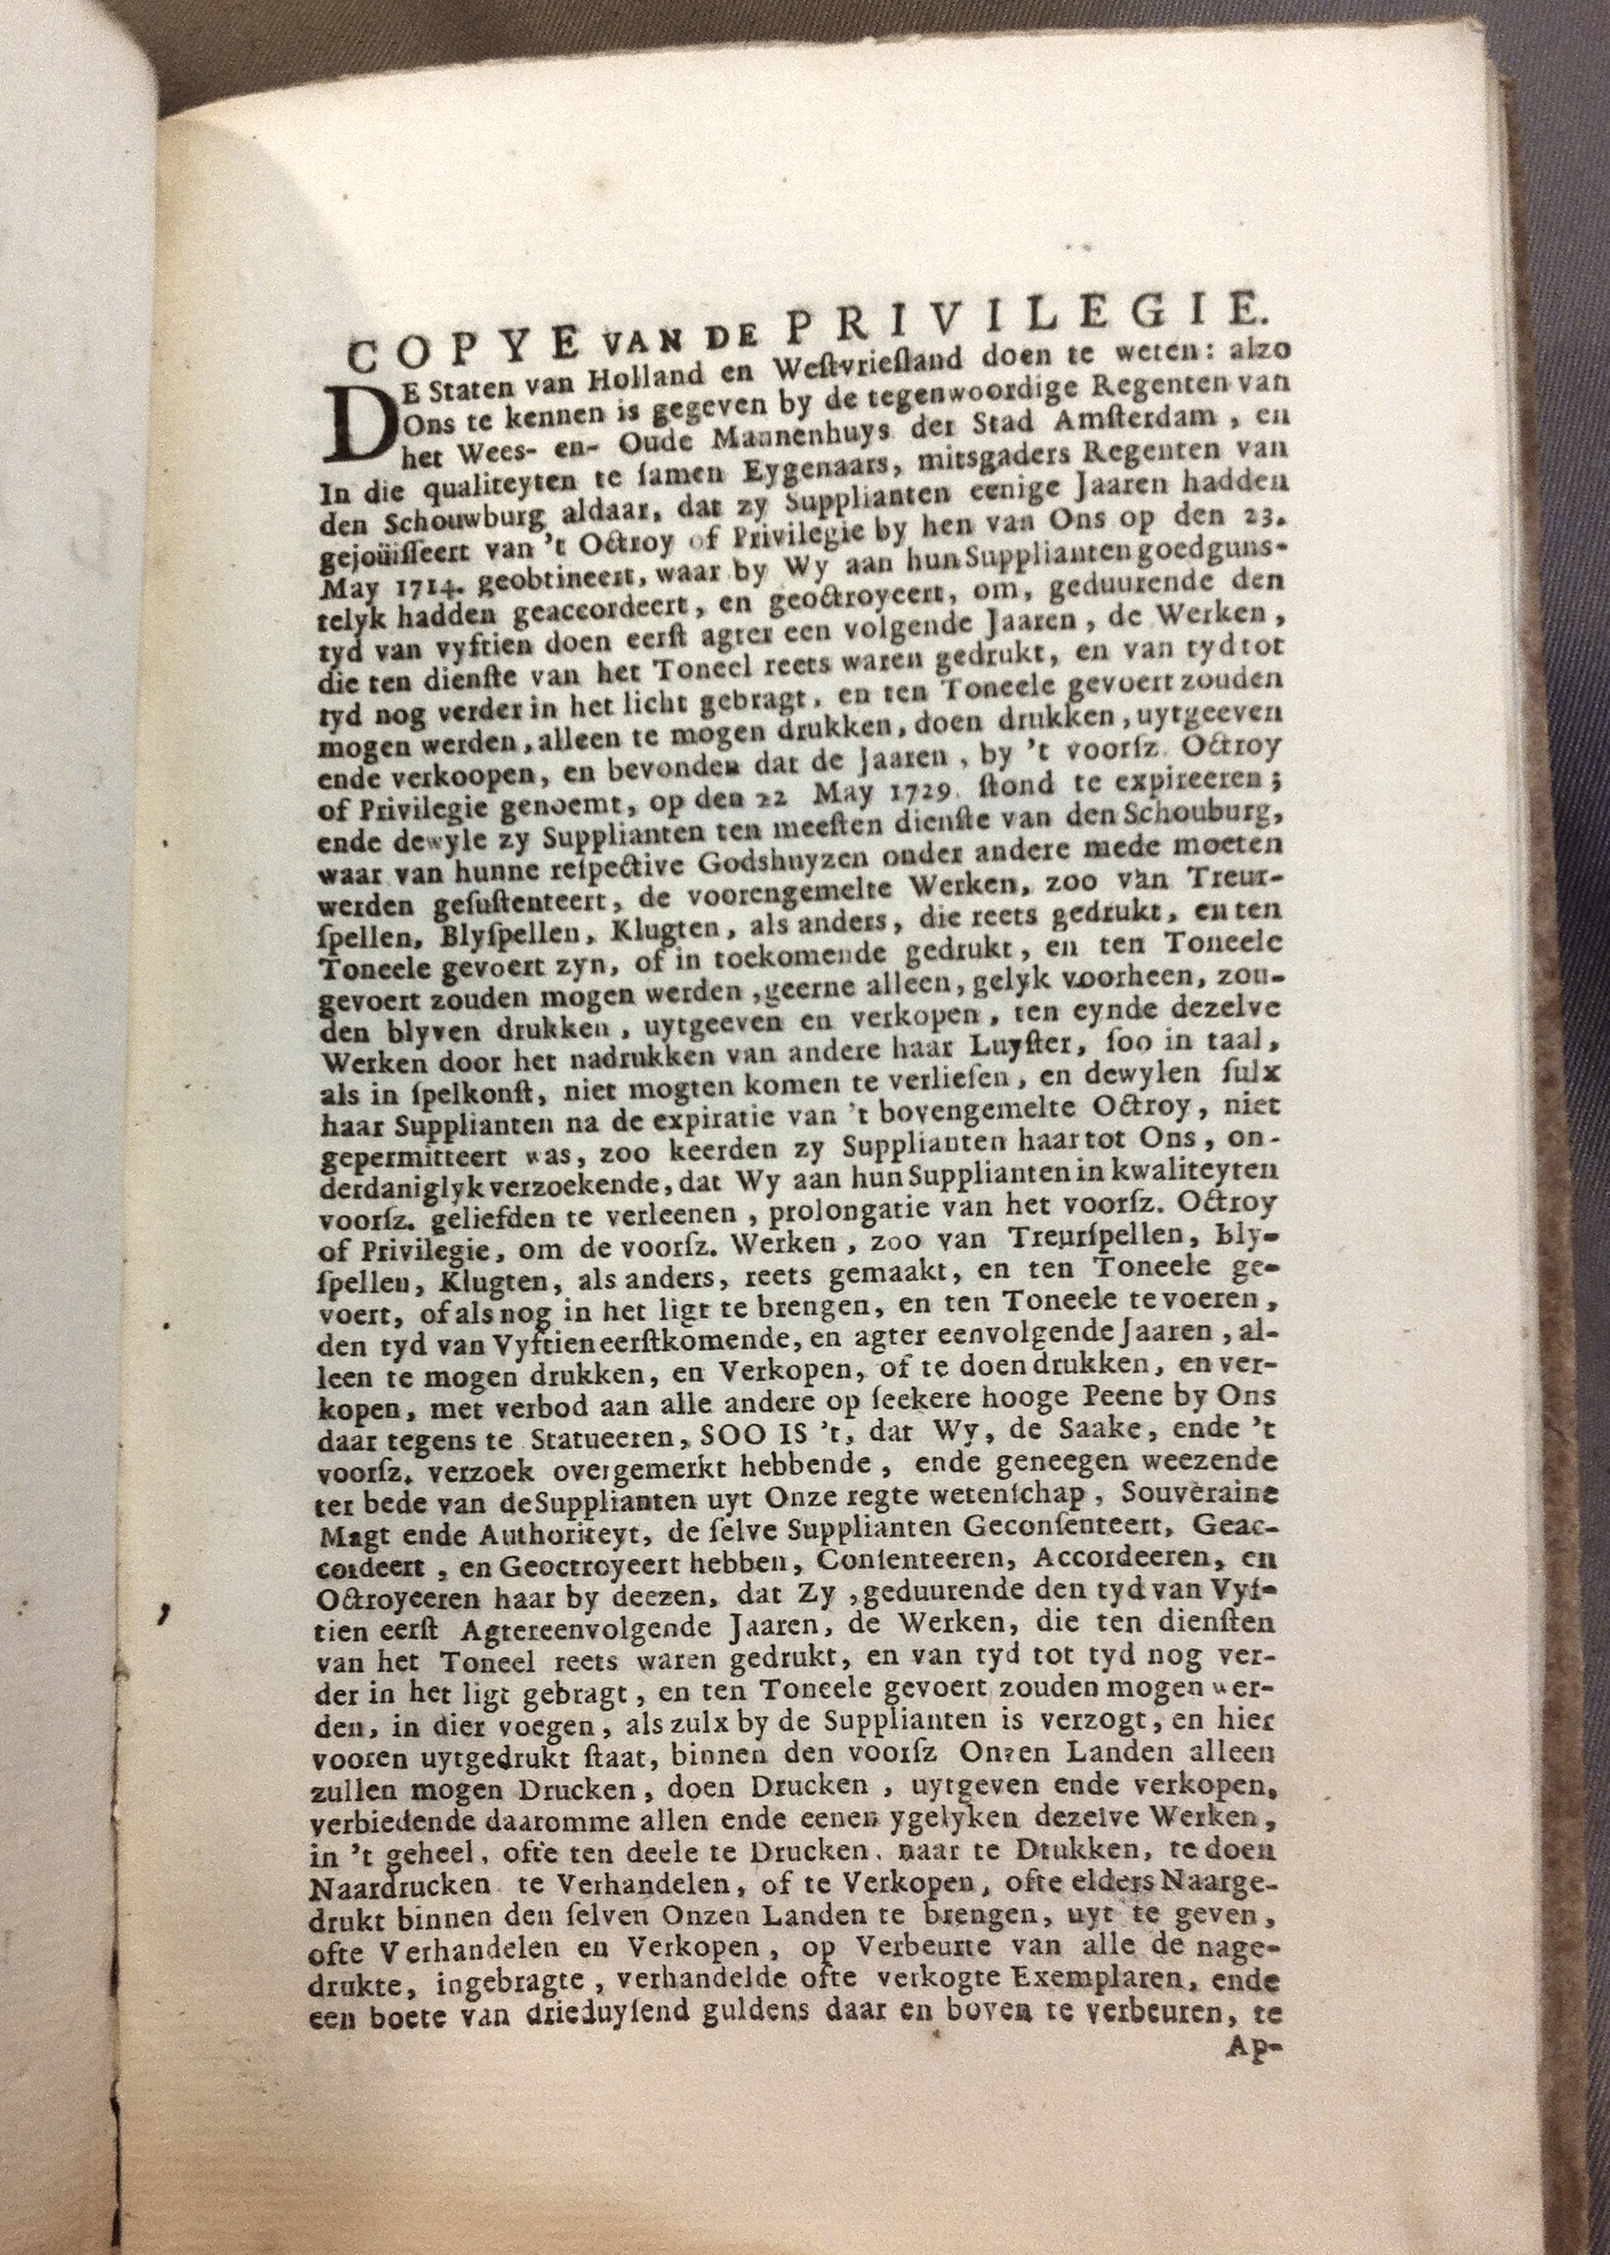 COPYE VAN DE PRIVILEGIE.
DE Staten van Holland en Weſtvrieſland doen te weten: alzo
Ons te kennen is gegeven by de tegenwoordige Regenten van
het Wees- en- Oude Mannenhuys der Stad Amſterdam, en
In die qualiteyten te ſamen Eygenaars, mitsgaders Regenten van
den Schouwburg aldaar, dat zy Supplianten eenige Jaaren hadden
gejoüiſſeert van 't Octroy of Privilegie by hen van Ons op den 23.
May 1714. geobtineert, waar by Wy aan hun Supplianten goedguns-
telyk hadden geaccordeert, en geoctroyeert, om, geduurende den
tyd van vyftien doen eerſt agter een volgende Jaaren, de Werken,
die ten dienſte van het Toneel reets waren gedrukt, en van tyd tot
tyd nog verder in het licht gebragt, en ten Toneele gevoert zouden
mogen werden, alleen te mogen drukken, doen drukken, uytgeeven
ende verkoopen, en bevonden dat de Jaaren, by 't voorſz. Octroy
of Privilegie genoemt, op den 22 May 1729. ſtond te expireeren;
ende dewyle zy Supplianten ten meeſten dienſte van den Schouburg,
waar van hunne reſpective Godshuyzen onder andere mede moeten
werden geſuſtenteert, de voorengemelte Werken, zoo van Treur-
ſpellen, Blyſpellen, Klugten, als anders, die reets gedrukt, en ten
Toneele gevoert zyn, of in toekomende gedrukt, en ten Toneele
gevoert zouden mogen werden, geerne alleen, gelyk voorheen, zou-
den blyven drukken, uytgeeven en verkopen, ten eynde dezelve
Werken door het nadrukken van andere haar Luyſter, ſoo in taal,
als in ſpelkonſt, niet mogten komen te verlieſen, en dewylen ſulx
haar Supplianten na de expiratie van 't bovengemelte Octroy, niet
gepermitteert was, zoo keerden zy Supplianten haar tot Ons, on-
derdaniglyk verzoekende, dat Wy aan hun Supplianten in kwaliteyten
voorſz. geliefden te verleenen, prolongatie van het voorſz. Octroy
of Privilegie, om de voorſz. Werken, zoo van Treurſpellen, Bly-
ſpellen, Klugten, als anders, reets gemaakt, en ten Toneele ge-
voert, of als nog in het ligt te brengen, en ten Toneele te voeren,
den tyd van Vyftien eerſtkomende, en agter eenvolgende Jaaren, al-
leen te mogen drukken, en Verkopen, of te doen drukken, en ver-
kopen, met verbod aan alle andere op ſeekere hooge Peene by Ons
daar tegens te Statueeren, SOO IS 't, dat Wy, de Saake, ende 't
voorſz. verzoek overgemerkt hebbende, ende geneegen weezende
ter bede van de Supplianten uyt Onze regte wetenſchap, Souveraine
Magt ende Authoriteyt, de ſelve Supplianten Geconſenteert, Geac-
cordeert, en Geoctroyeert hebben, Conſenteeren, Accordeeren, en
Octroyeeren haar by deezen, dat Zy, geduurende den tyd van Vyf-
tien eerſt Agtereenvolgende Jaaren, de Werken, die ten dienſten
van het Toneel reets waren gedrukt, en van tyd tot tyd nog ver-
der in het ligt gebragt, en ten Toneele gevoert zouden mogen wer-
den, in dier voegen, als zulx by de Supplianten is verzogt, en hier
vooren uytgedrukt ſtaat, binnen den voorſz Onzen Landen alleen
zullen mogen Drucken, doen Drucken, uytgeven ende verkopen,
verbiedende daaromme allen ende eenen ygelyken dezelve Werken,
in 't geheel, ofte ten deele te Drucken, naar te Drukken, te doen
Naardrucken te Verhandelen, of te Verkopen, ofte elders Naarge-
drukt binnen den ſelven Onzen Landen te brengen, uyt te geven,
ofte Verhandelen en Verkopen, op Verbeurte van alle de nage-
drukte, ingebragte, verhandelde ofte verkogte Exemplaren, ende
een boete van drieduyſend guldens daar en boven te verbeuren, te
Ap-